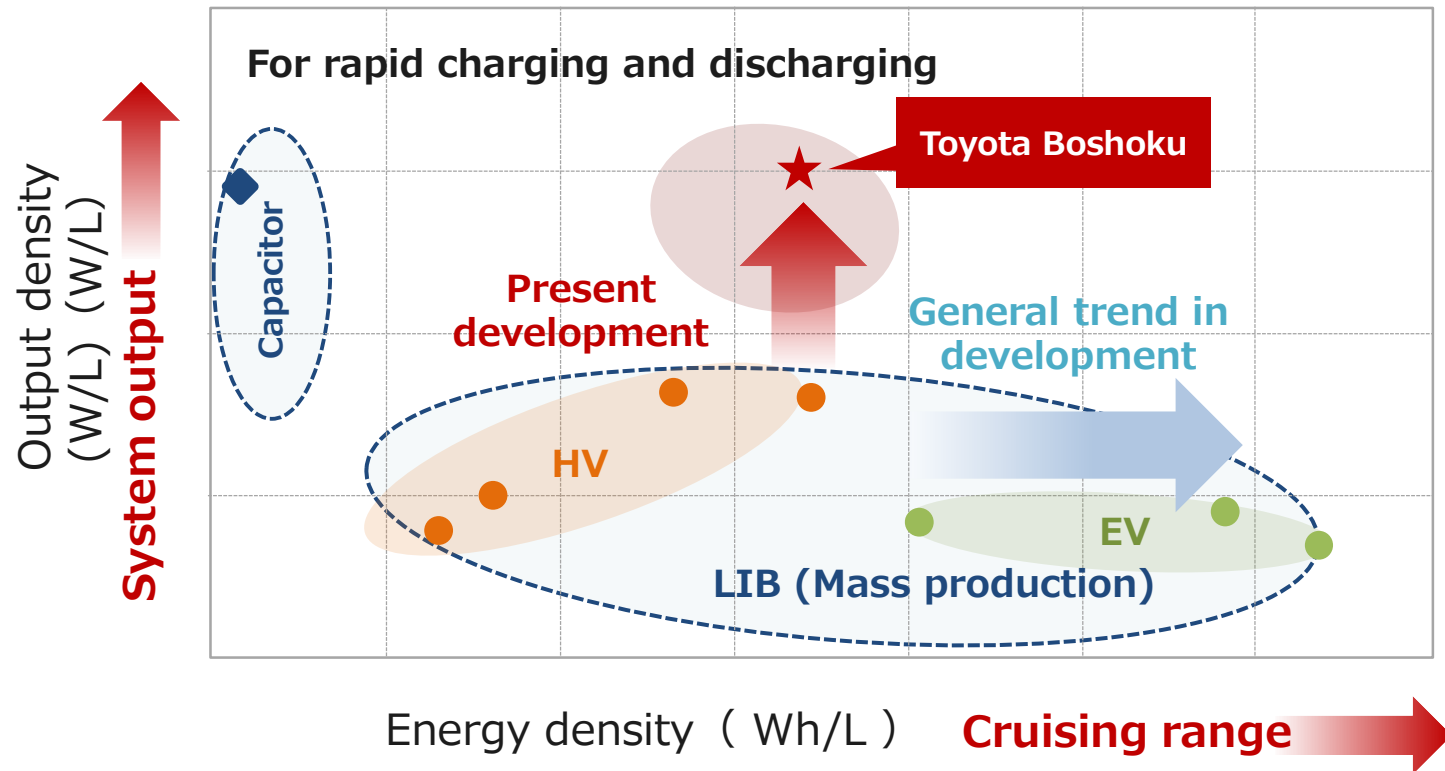 For rapid charging and discharging
Toyota Boshoku
Output density
(W/L)（W/L）
System output
Capacitor
Present
development
General trend in
development
HV
EV
LIB (Mass production)
Energy density（ Wh/L ）
Cruising range